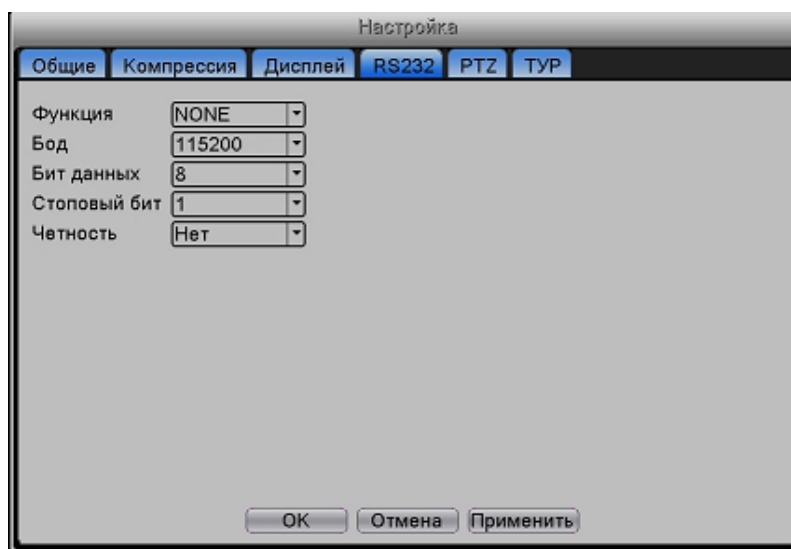 Настройка
Общие Компрессия Дисплей RS232 PTZ ТУР
Функция NONE
Бод 115200
Бит данных 8
Стоповый бит 1
Четность Нет
OK Отмена Применить